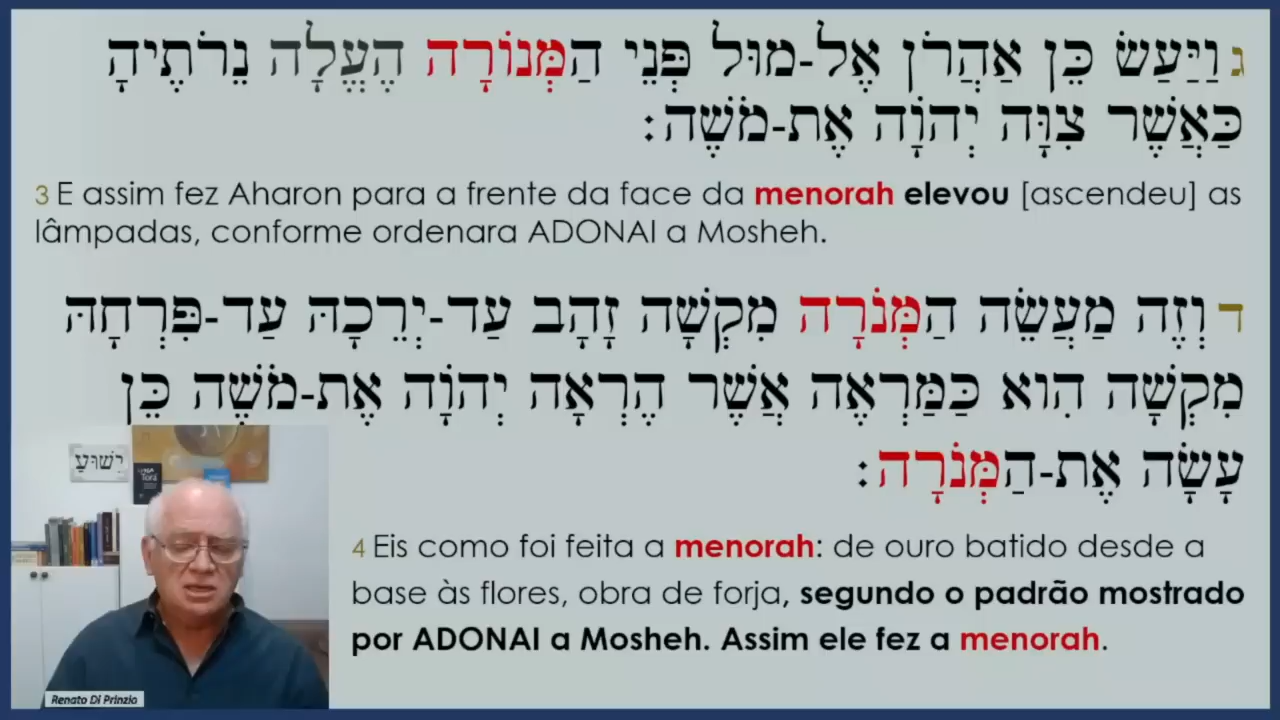 ג וַיַּעַשׂ כֵּן אַהֲרֹן אֶל-מוּל פְּנֵי הַמְּנוֹרָה הֶעֱלָה נֵרֹתֶיהָ
כַּאֲשֶׁר צִוָּה יְהוָֹה אֶת-מֹשֶׁה:
3 E assim fez Aharon para a frente da face da menorah elevou [ascendeu] as
lâmpadas, conforme ordenara ADONAI a Mosheh.
ד וְזֶה מַעֲשֵׂה הַמְּנֹרָה מִקְשָׁה זָהָב עַד-יְרֵכָהּ עַד-פִּרְחָהּ
מִקְשָׁה הִוא כַּמַּרְאֶה אֲשֶׁר הֶרְאָה יְהוָֹה אֶת-מֹשֶׁה כֵּן
עָשָׂה אֶת-הַמְּנֹרָה:
4 Eis como foi feita a menorah: de ouro batido desde a
base às flores, obra de forja, segundo o padrão mostrado
por ADONAI a Mosheh. Assim ele fez a menorah.
יֵשׁוּעַ
Torá
Renato Di Prinzio